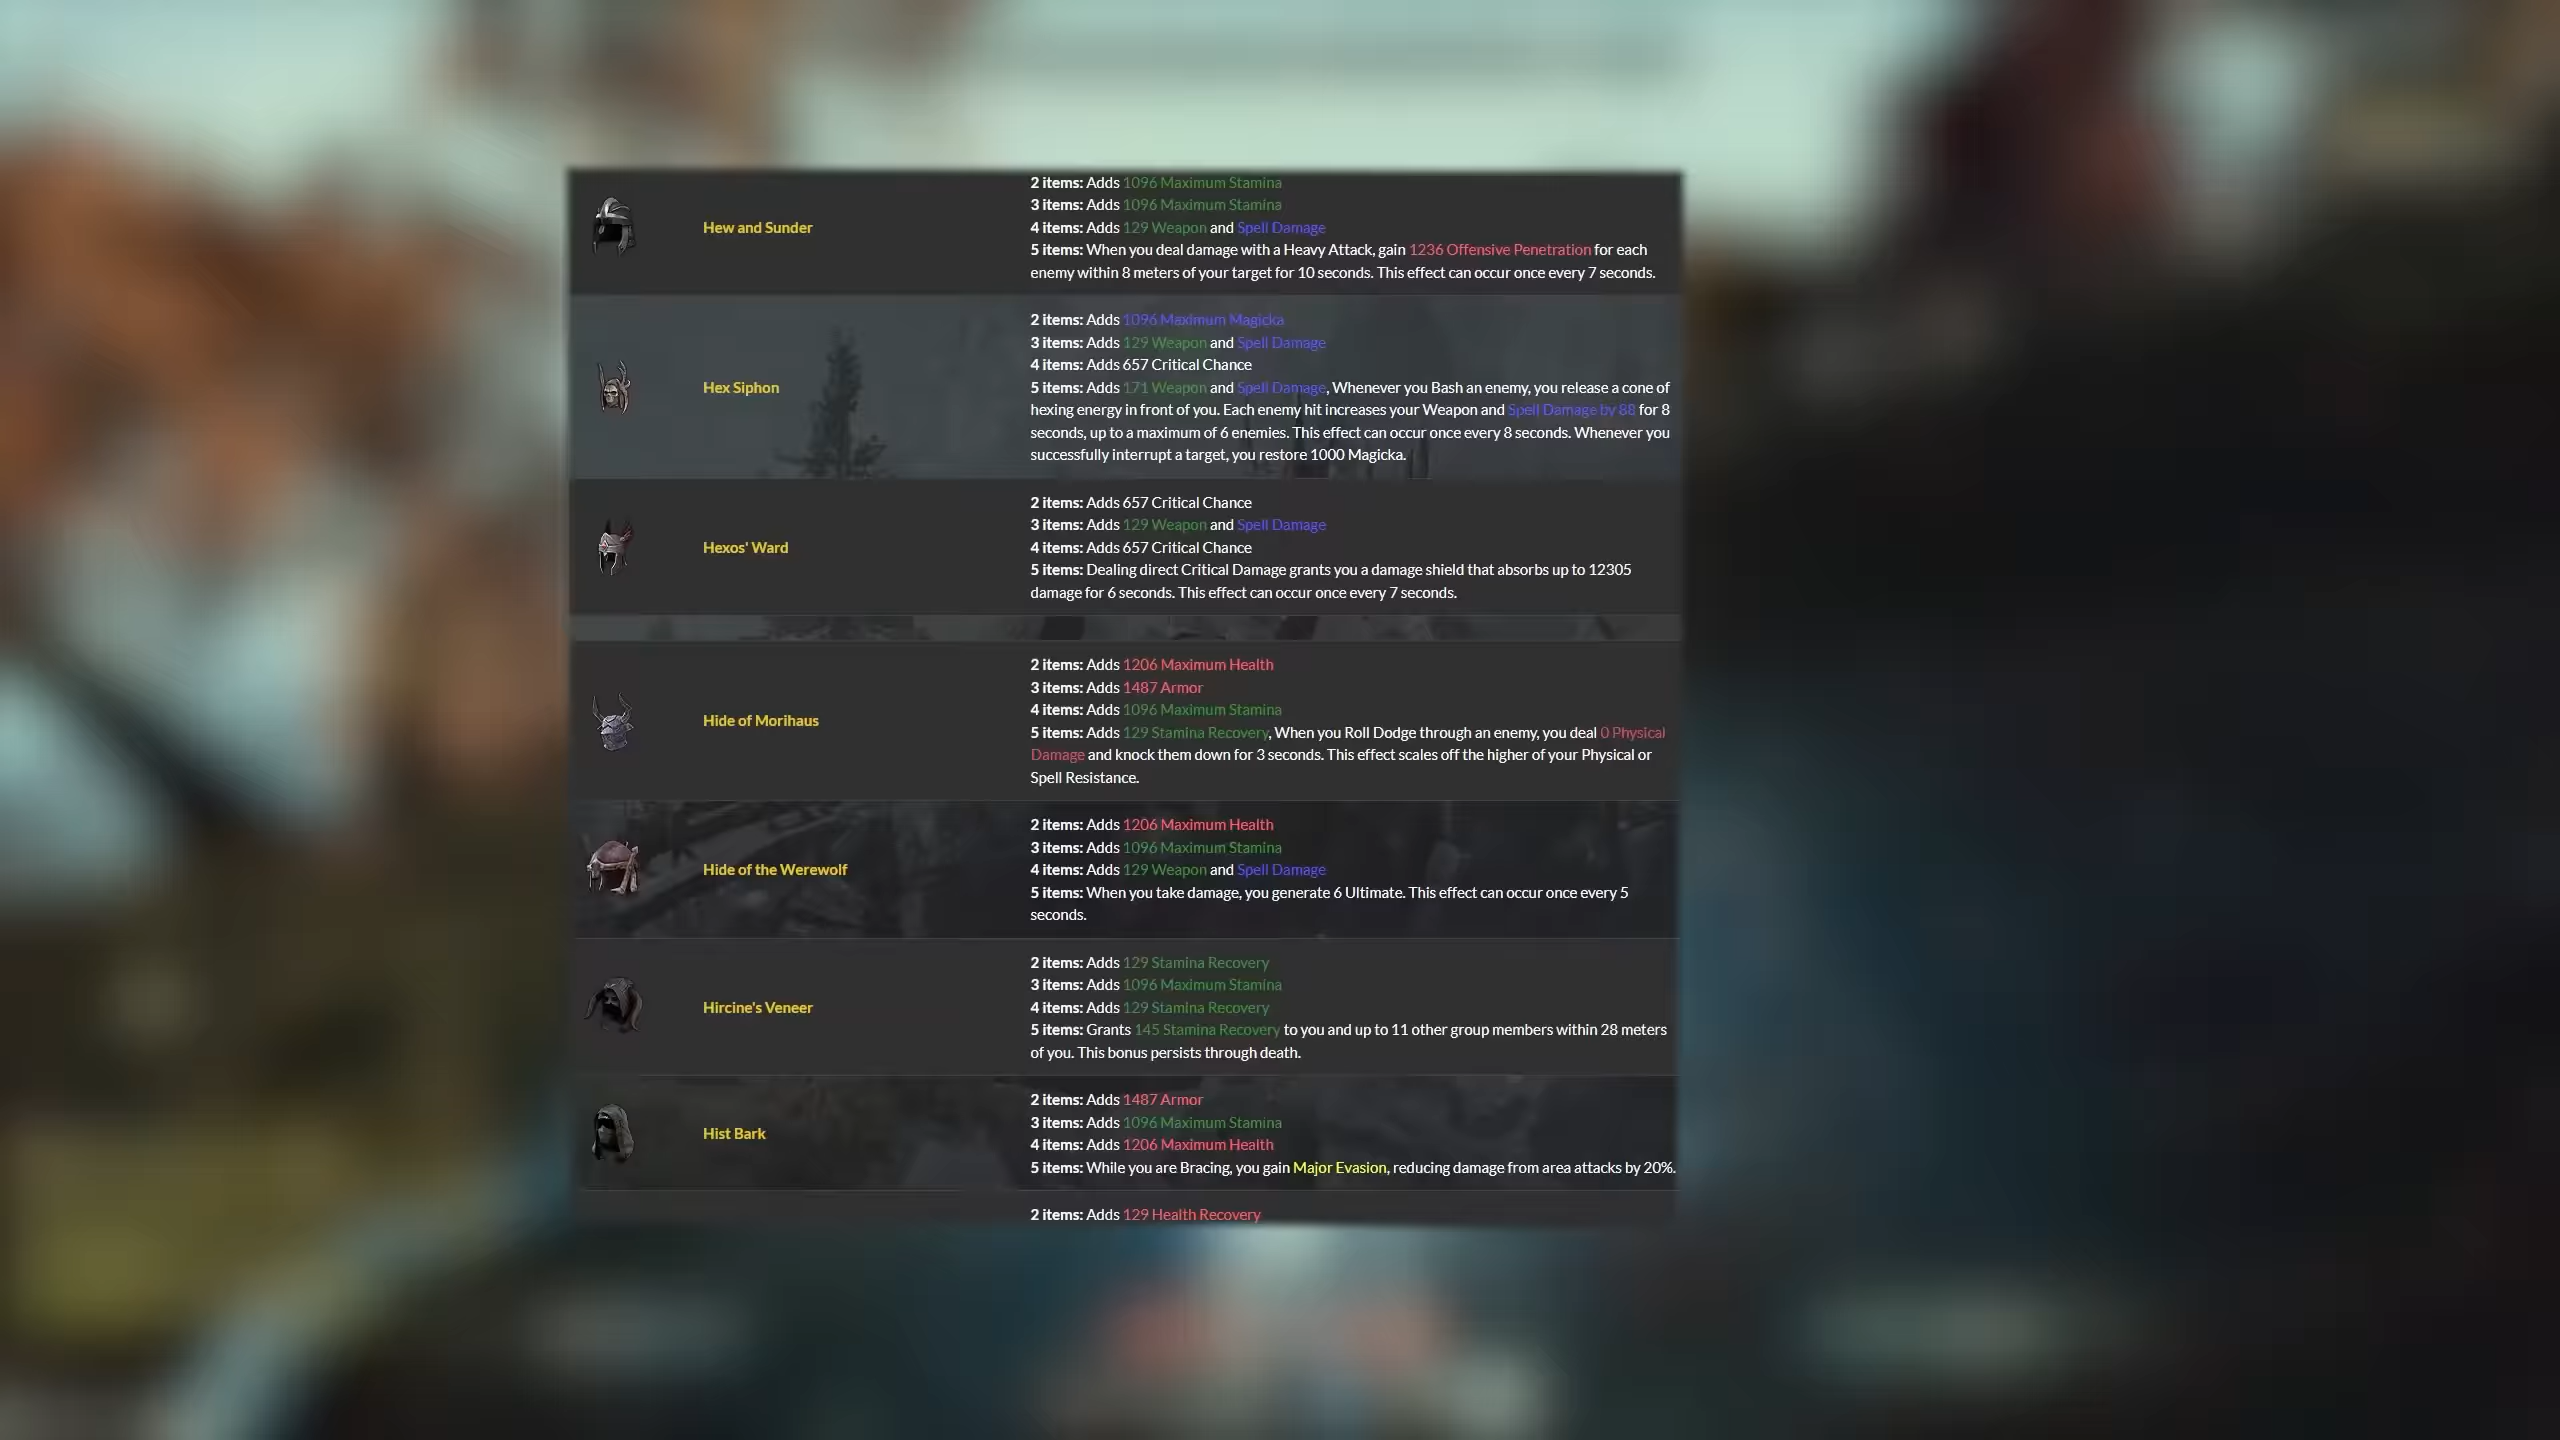 2 items: Adds 1096 Maximum Stamina
3 items: Adds 1096 Maximum Stamina
Hew and Sunder
4 items: Adds 129 Weapon and Spell Damage
5 items: When you deal damage with a Heavy Attack, gain 1236 Offensive Penetration for each
enemy within 8 meters of your target for 10 seconds. This effect can occur once every 7 seconds.
2 items: Adds 1096 Maximum Magicka
3 items: Adds 129 Weapon and Spell Damage
4 items: Adds 657 Critical Chance
Hex Siphon
5 items: Adds 171 Weapon and Spell Damage, Whenever you Bash an enemy, you release a cone of
hexing energy in front of you. Each enemy hit increases your Weapon and Spell Damage by 88 for 8
seconds, up to a maximum of 6 enemies. This effect can occur once every 8 seconds. Whenever you
successfully interrupt a target, you restore 1000 Magicka.
2 items: Adds 657 Critical Chance
3 items: Adds 129 Weapon and Spell Damage
Hexos' Ward
4 items: Adds 657 Critical Chance
5 items: Dealing direct Critical Damage grants you a damage shield that absorbs up to 12305
damage for 6 seconds. This effect can occur once every 7 seconds.
2 items: Adds 1206 Maximum Health
3 items: Adds 1487 Armor
4 items: Adds 1096 Maximum Stamina
Hide of Morihaus
5 items: Adds 129 Stamina Recovery, When you Roll Dodge through an enemy, you deal 0 Physical
Damage and knock them down for 3 seconds. This effect scales off the higher of your Physical or
Spell Resistance.
2 items: Adds 1206 Maximum Health
3 items: Adds 1096 Maximum Stamina
Hide of the Werewolf
4 items: Adds 129 Weapon and Spell Damage
5 items: When you take damage, you generate 6 Ultimate. This effect can occur once every 5
seconds.
2 items: Adds 129 Stamina Recovery
3 items: Adds 1096 Maximum Stamina
Hircine's Veneer
4 items: Adds 129 Stamina Recovery
5 items: Grants 145 Stamina Recovery to you and up to 11 other group members within 28 meters
of you. This bonus persists through death.
2 items: Adds 1487 Armor
3 items: Adds 1096 Maximum Stamina
Hist Bark
4 items: Adds 1206 Maximum Health
5 items: While you are Bracing, you gain Major Evasion, reducing damage from area attacks by 20%.
2 items: Adds 129 Health Recovery